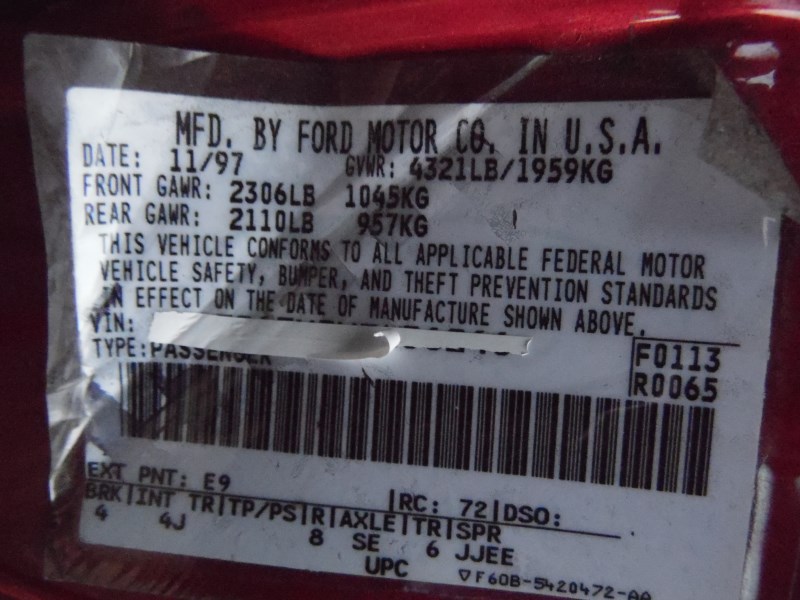 MFD. BY FORD MOTOR CO. IN U.S.A.
DATE: 11/97 GVWR: 4321LB/1959KG
FRONT GAWR: 2306LB 1045KG
REAR GAWR: 2110LB 957KG
THIS VEHICLE CONFORMS TO ALL APPLICABLE FEDERAL MOTOR
VEHICLE SAFETY, BUMPER, AND THEFT PREVENTION STANDARDS
IN EFFECT ON THE DATE OF MANUFACTURE SHOWN ABOVE.
VIN:
TYPE:PASSENGER
F0113
R0065
EXT PNT: E9 |RC: 72|DSO:
BRK|INT TR|TP/PS|R|AXLE|TR|SPR
4 4J 8 SE 6 JJEE
UPC ▽F60B-5420472-AA